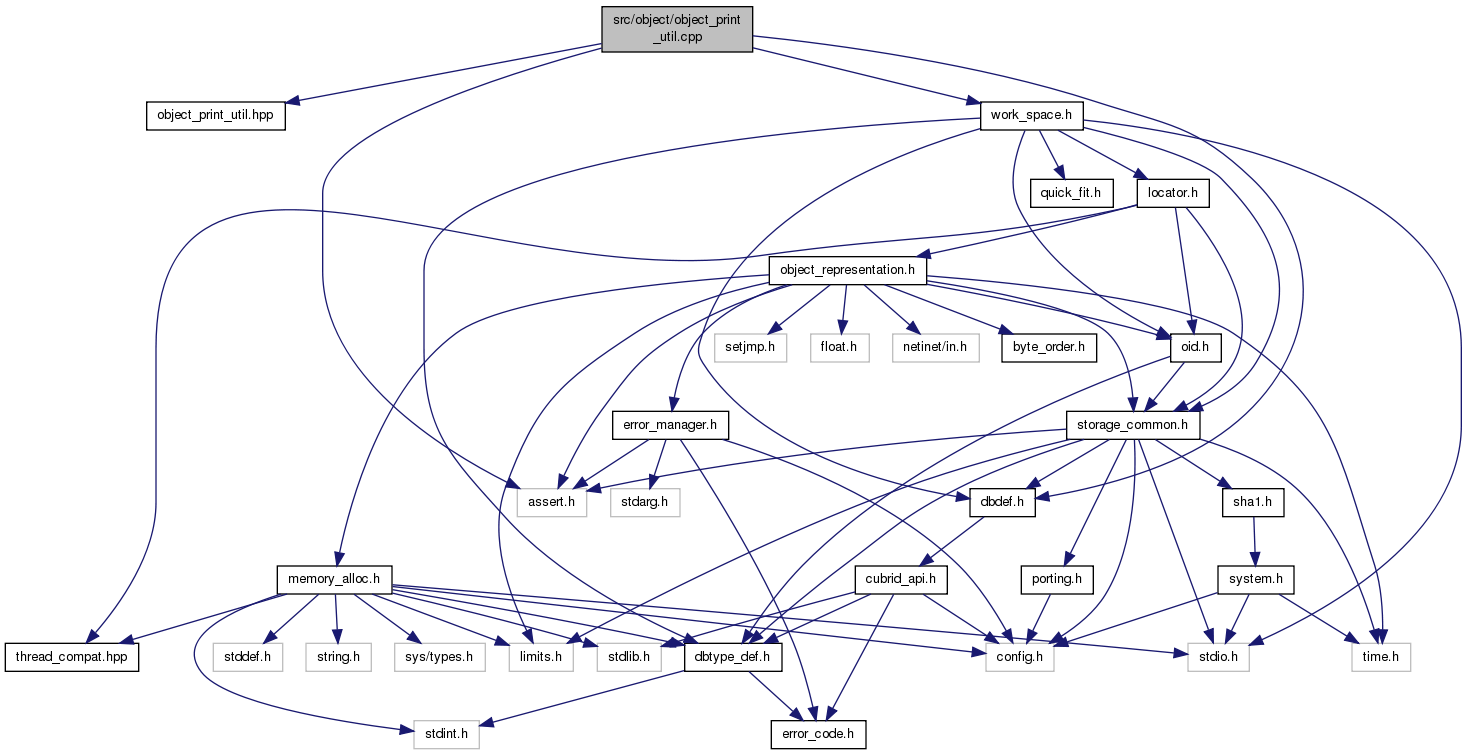 src/object/object_print
_util.cpp
object_print_util.hpp
work_space.h
quick_fit.h
locator.h
object_representation.h
setjmp.h
float.h
netinet/in.h
byte_order.h
oid.h
error_manager.h
storage_common.h
assert.h
stdarg.h
dbdef.h
sha1.h
memory_alloc.h
cubrid_api.h
porting.h
system.h
thread_compat.hpp
stddef.h
string.h
sys/types.h
limits.h
stdlib.h
dbtype_def.h
config.h
stdio.h
time.h
stdint.h
error_code.h